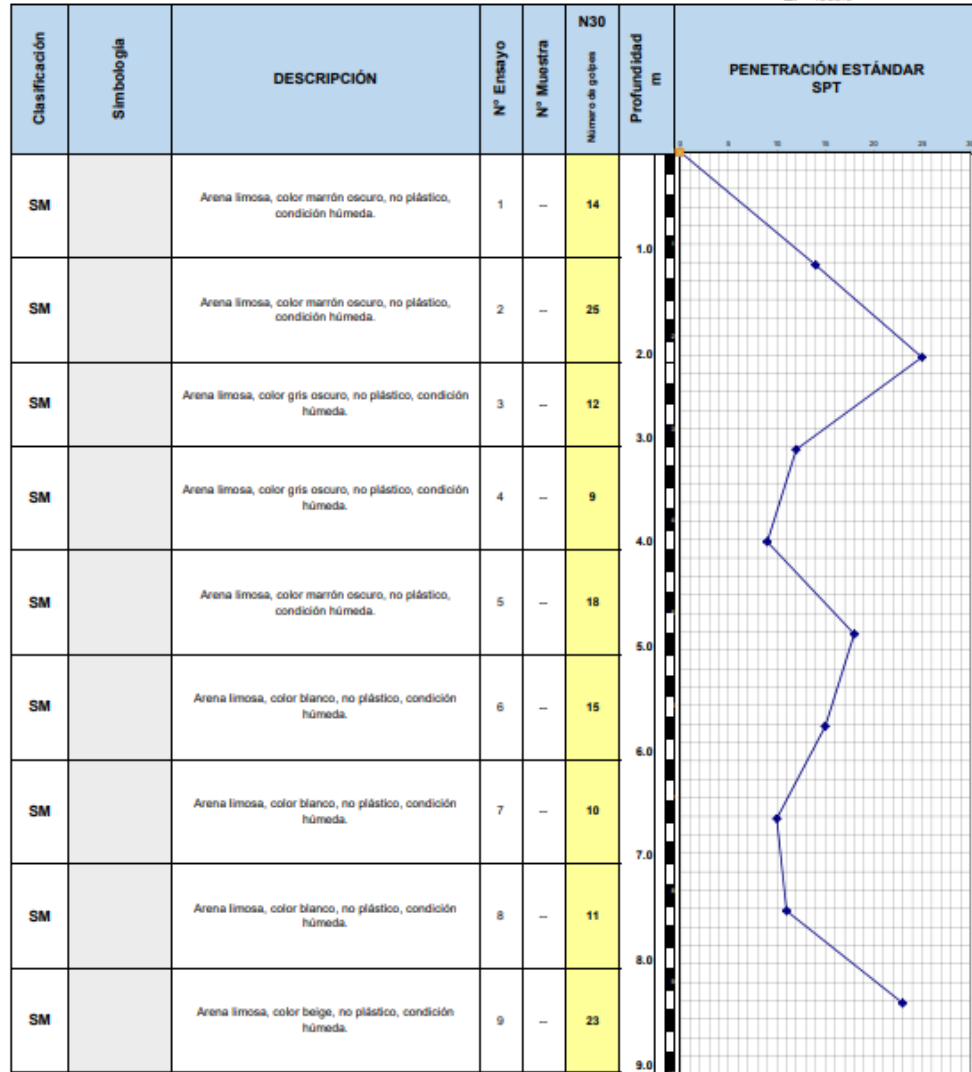 Clasificación
Simbología
DESCRIPCIÓN
N° Ensayo
N° Muestra
N30
Número de golpes
Profundidad
m
PENETRACIÓN ESTÁNDAR
SPT
0 5 10 15 20 25 30
SM
Arena limosa, color marrón oscuro, no plástico,
condición húmeda.
1 -- 14
1.0
SM
Arena limosa, color marrón oscuro, no plástico,
condición húmeda.
2 -- 25
2.0
SM
Arena limosa, color gris oscuro, no plástico, condición
húmeda.
3 -- 12
3.0
SM
Arena limosa, color gris oscuro, no plástico, condición
húmeda.
4 -- 9
4.0
SM
Arena limosa, color marrón oscuro, no plástico,
condición húmeda.
5 -- 18
5.0
SM
Arena limosa, color blanco, no plástico, condición
húmeda.
6 -- 15
6.0
SM
Arena limosa, color blanco, no plástico, condición
húmeda.
7 -- 10
7.0
SM
Arena limosa, color blanco, no plástico, condición
húmeda.
8 -- 11
8.0
SM
Arena limosa, color beige, no plástico, condición
húmeda.
9 -- 23
9.0